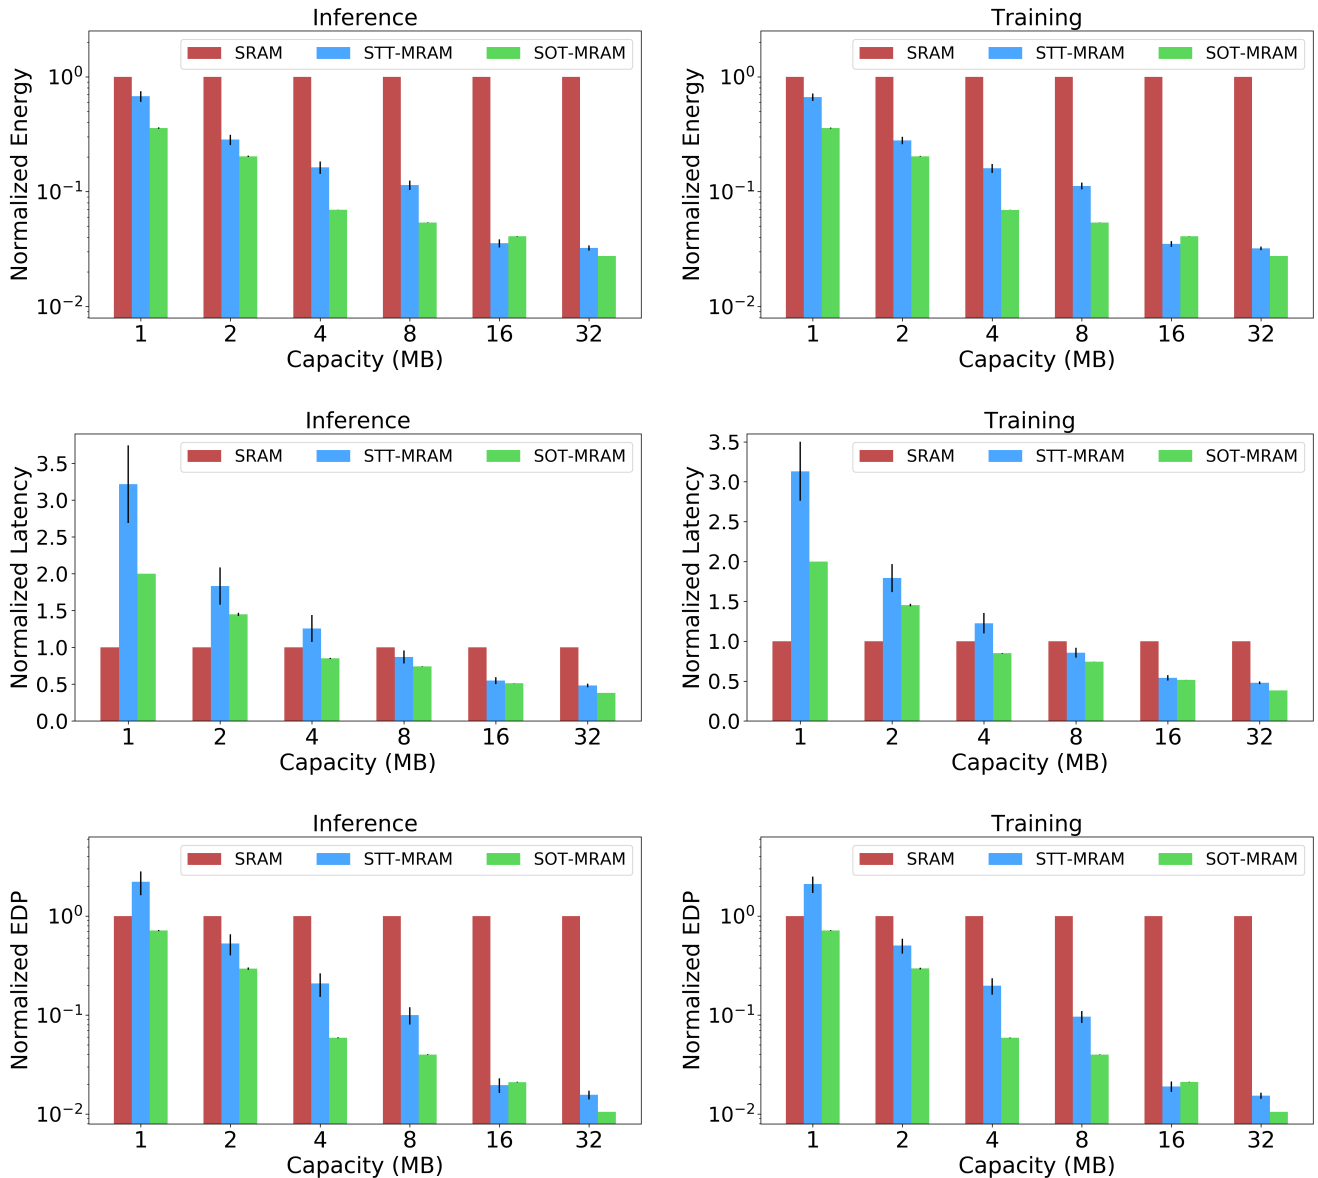 Inference
SRAM STT-MRAM SOT-MRAM
Normalized Energy
10^0
10^-1
10^-2
1 2 4 8 16 32
Capacity (MB)
Training
SRAM STT-MRAM SOT-MRAM
Normalized Energy
10^0
10^-1
10^-2
1 2 4 8 16 32
Capacity (MB)
Inference
SRAM STT-MRAM SOT-MRAM
Normalized Latency
3.5
3.0
2.5
2.0
1.5
1.0
0.5
0.0
1 2 4 8 16 32
Capacity (MB)
Training
SRAM STT-MRAM SOT-MRAM
Normalized Latency
3.5
3.0
2.5
2.0
1.5
1.0
0.5
0.0
1 2 4 8 16 32
Capacity (MB)
Inference
SRAM STT-MRAM SOT-MRAM
Normalized EDP
10^0
10^-1
10^-2
1 2 4 8 16 32
Capacity (MB)
Training
SRAM STT-MRAM SOT-MRAM
Normalized EDP
10^0
10^-1
10^-2
1 2 4 8 16 32
Capacity (MB)